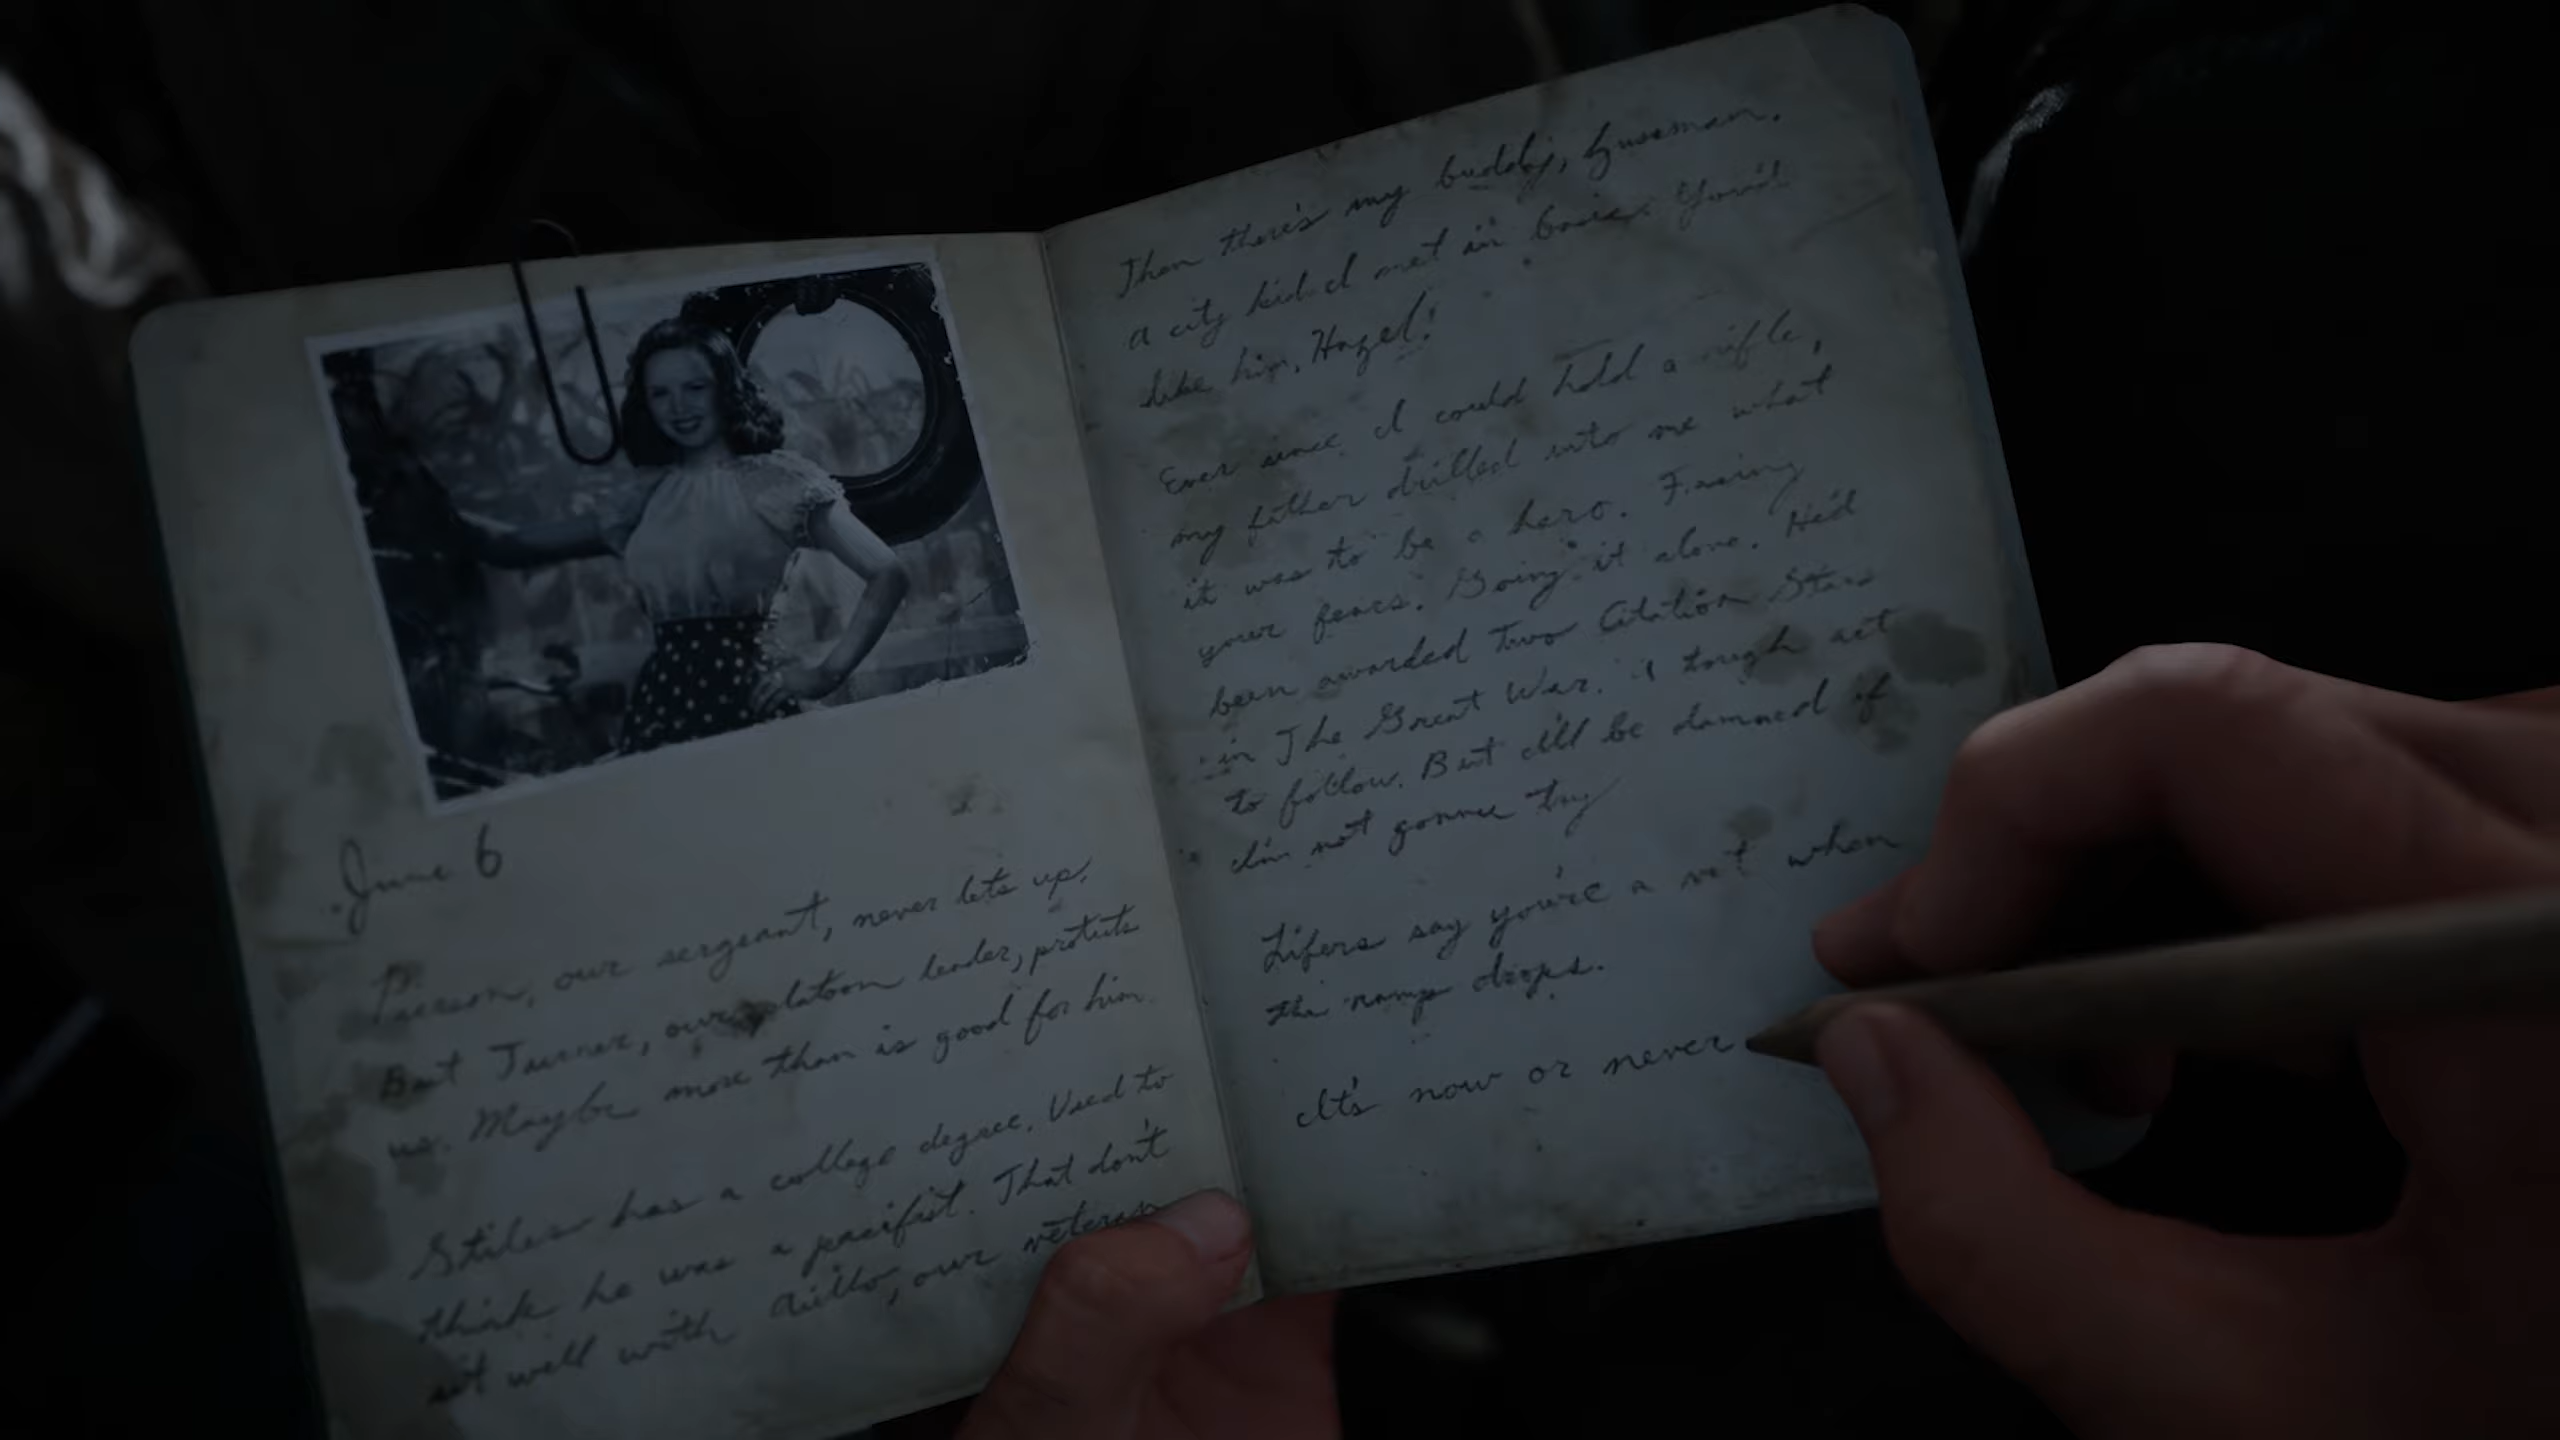 June 6
Pierson, our sergeant, never lets up.
But Turner, our platoon leader, protects
us. Maybe more than is good for him.
Stiles has a college degree. Used to
think he was a pacifist. That don't
sit well with Aiello, our veteran
Then there's my buddy, Zussman.
A city kid I met in basic. You'd
like him, Hazel!
Ever since I could hold a rifle,
my father drilled into me what
it was to be a hero. Facing
your fears. Going it alone. He'd
been awarded two Citation Stars
in The Great War. A tough act
to follow. But I'll be damned if
I'm not gonna try
Lifers say you're a vet when
the ramp drops.
It's now or never